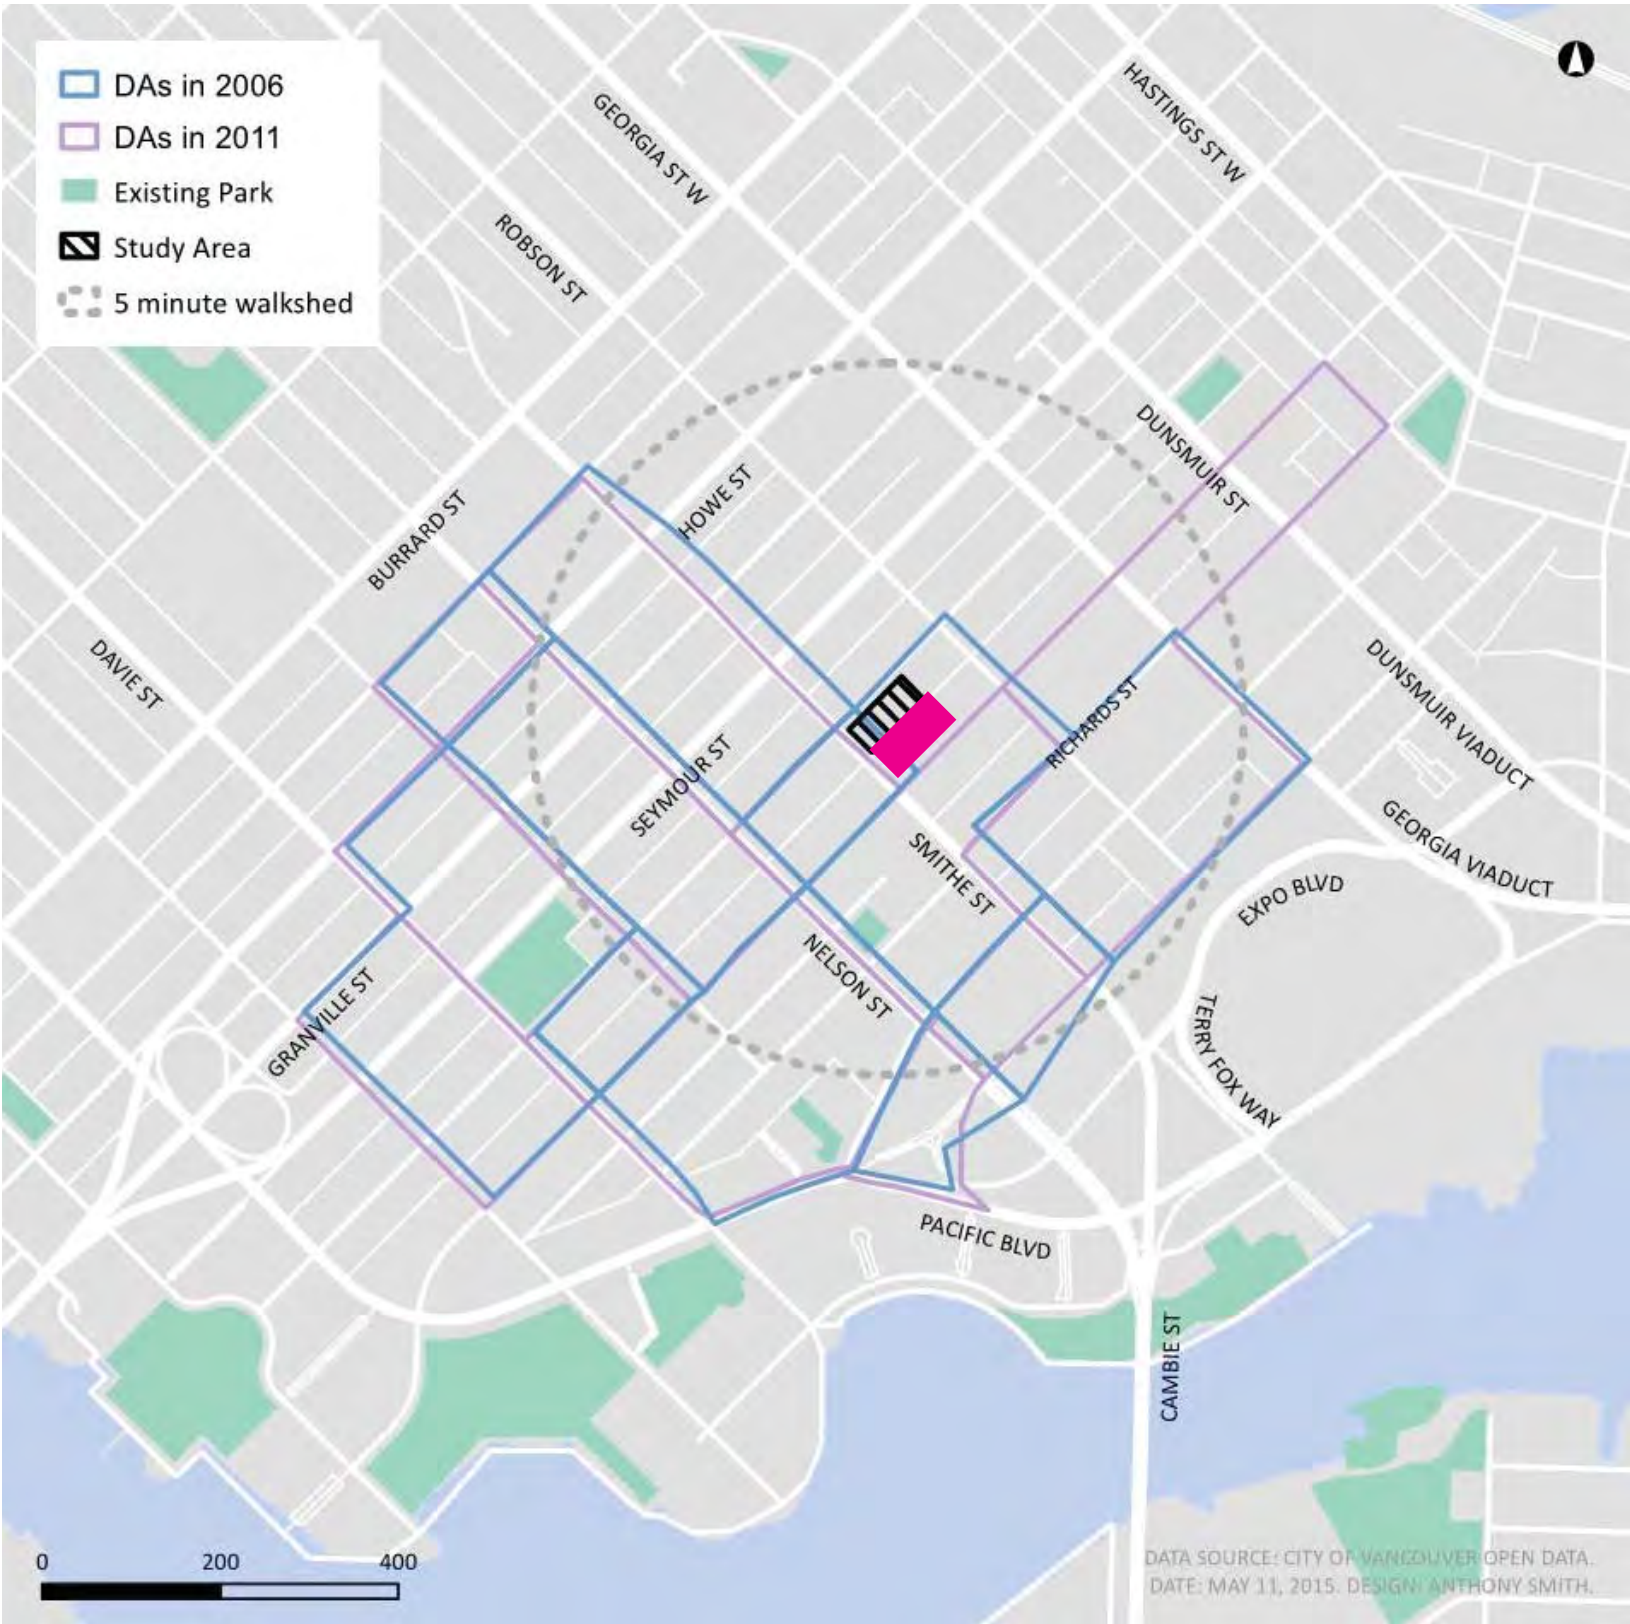 DAs in 2006
DAs in 2011
Existing Park
Study Area
5 minute walkshed
HASTINGS ST W
GEORGIA ST W
ROBSON ST
DUNSMUIR ST
HOWE ST
BURRARD ST
DAVIE ST
RICHARDS ST
DUNSMUIR VIADUCT
SEYMOUR ST
GEORGIA VIADUCT
SMITHE ST
EXPO BLVD
NELSON ST
GRANVILLE ST
TERRY FOX WAY
PACIFIC BLVD
CAMBIE ST
0 200 400
DATA SOURCE: CITY OF VANCOUVER OPEN DATA.
DATE: MAY 11, 2015. DESIGN: ANTHONY SMITH.